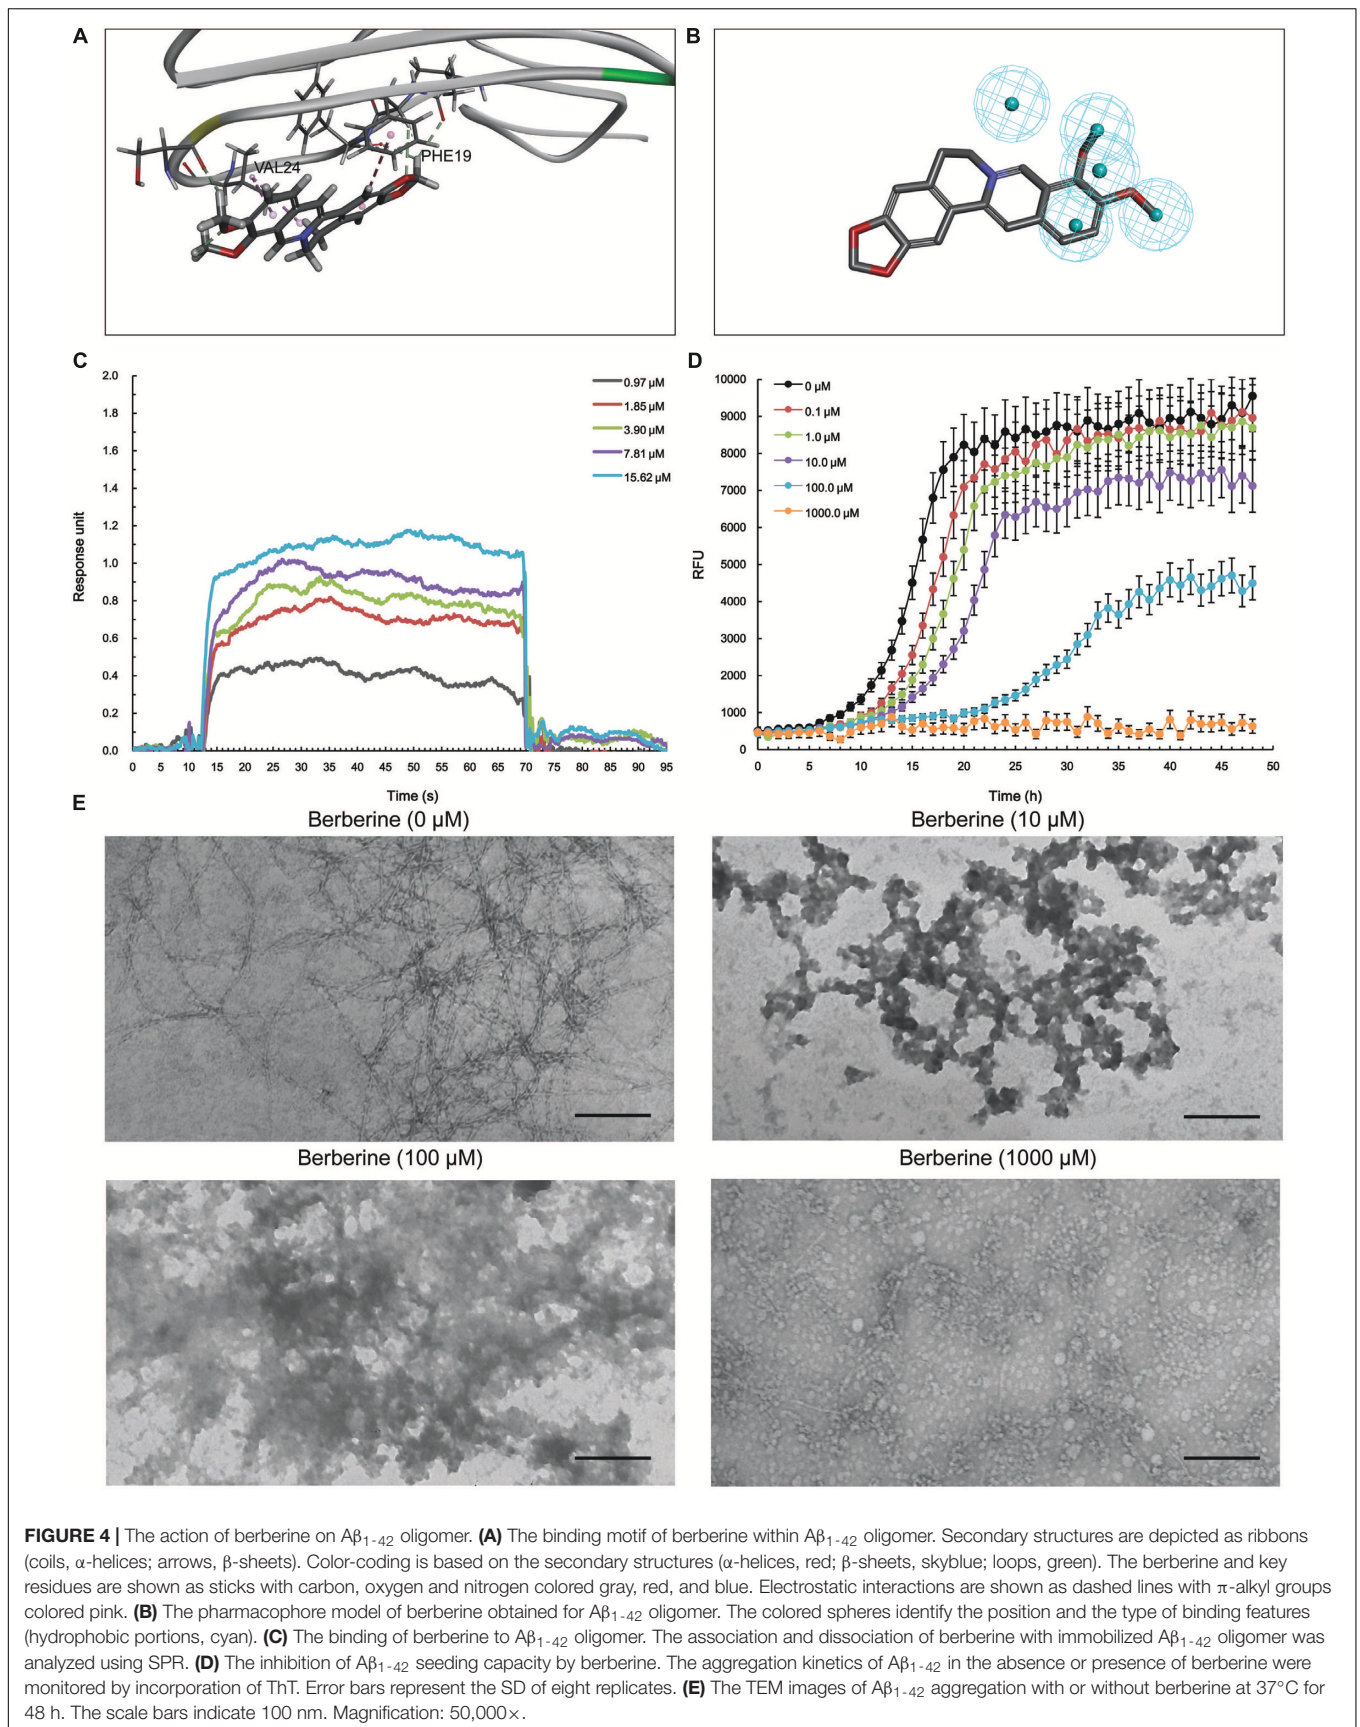 A
B
VAL24
PHE19
C
D
2.0
1.8
1.6
1.4
1.2
1.0
0.8
0.6
0.4
0.2
0.0
Response unit
0.97 µM
1.85 µM
3.90 µM
7.81 µM
15.62 µM
0 5 10 15 20 25 30 35 40 45 50 55 60 65 70 75 80 85 90 95
Time (s)
10000
9000
8000
7000
6000
5000
4000
3000
2000
1000
0
RFU
0 µM
0.1 µM
1.0 µM
10.0 µM
100.0 µM
1000.0 µM
0 5 10 15 20 25 30 35 40 45 50
Time (h)
E
Berberine (0 µM)
Berberine (10 µM)
Berberine (100 µM)
Berberine (1000 µM)
FIGURE 4 | The action of berberine on Aβ1-42 oligomer. (A) The binding motif of berberine within Aβ1-42 oligomer. Secondary structures are depicted as ribbons
(coils, α-helices; arrows, β-sheets). Color-coding is based on the secondary structures (α-helices, red; β-sheets, skyblue; loops, green). The berberine and key
residues are shown as sticks with carbon, oxygen and nitrogen colored gray, red, and blue. Electrostatic interactions are shown as dashed lines with π-alkyl groups
colored pink. (B) The pharmacophore model of berberine obtained for Aβ1-42 oligomer. The colored spheres identify the position and the type of binding features
(hydrophobic portions, cyan). (C) The binding of berberine to Aβ1-42 oligomer. The association and dissociation of berberine with immobilized Aβ1-42 oligomer was
analyzed using SPR. (D) The inhibition of Aβ1-42 seeding capacity by berberine. The aggregation kinetics of Aβ1-42 in the absence or presence of berberine were
monitored by incorporation of ThT. Error bars represent the SD of eight replicates. (E) The TEM images of Aβ1-42 aggregation with or without berberine at 37°C for
48 h. The scale bars indicate 100 nm. Magnification: 50,000×.